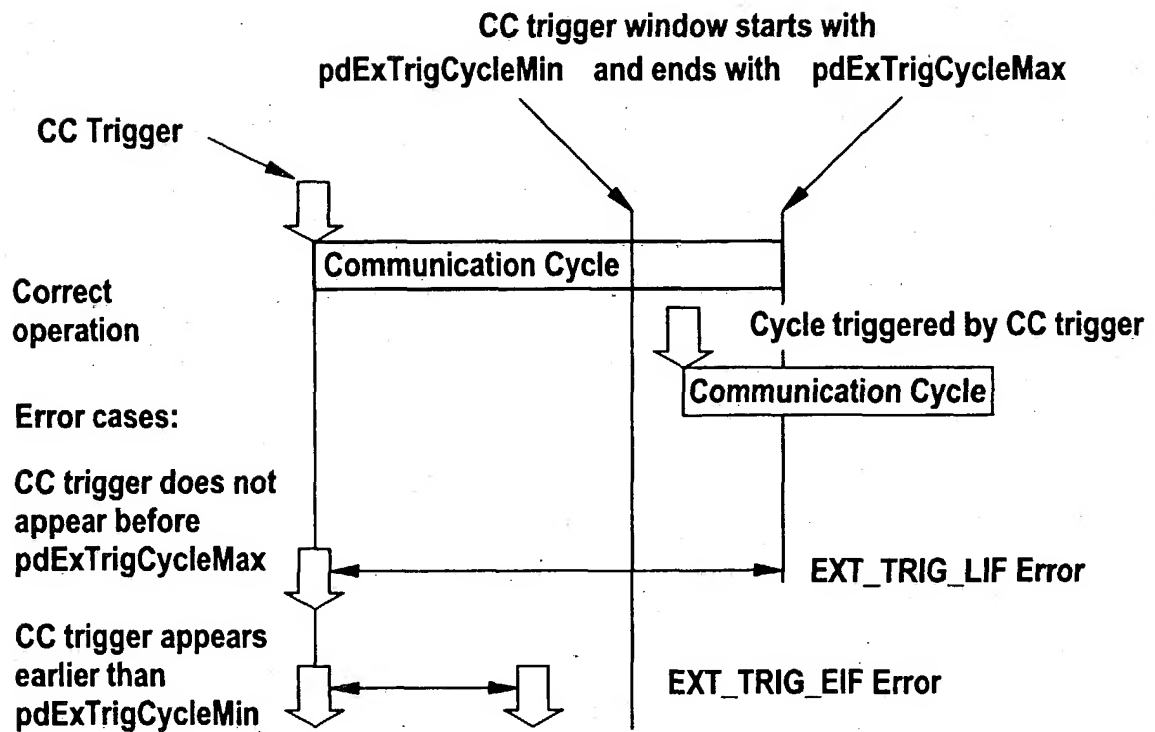 CC trigger window starts with
pdExTrigCycleMin and ends with pdExTrigCycleMax
CC Trigger
Communication Cycle
Correct
operation
Cycle triggered by CC trigger
Communication Cycle
Error cases:
CC trigger does not
appear before
pdExTrigCycleMax
EXT_TRIG_LIF Error
CC trigger appears
earlier than
pdExTrigCycleMin
EXT_TRIG_EIF Error